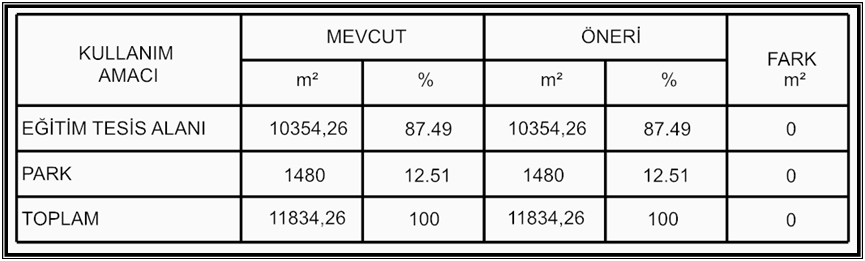 KULLANIM AMACI MEVCUT ÖNERİ FARK m²
m² % m² %
EĞİTİM TESİS ALANI 10354,26 87.49 10354,26 87.49 0
PARK 1480 12.51 1480 12.51 0
TOPLAM 11834,26 100 11834,26 100 0